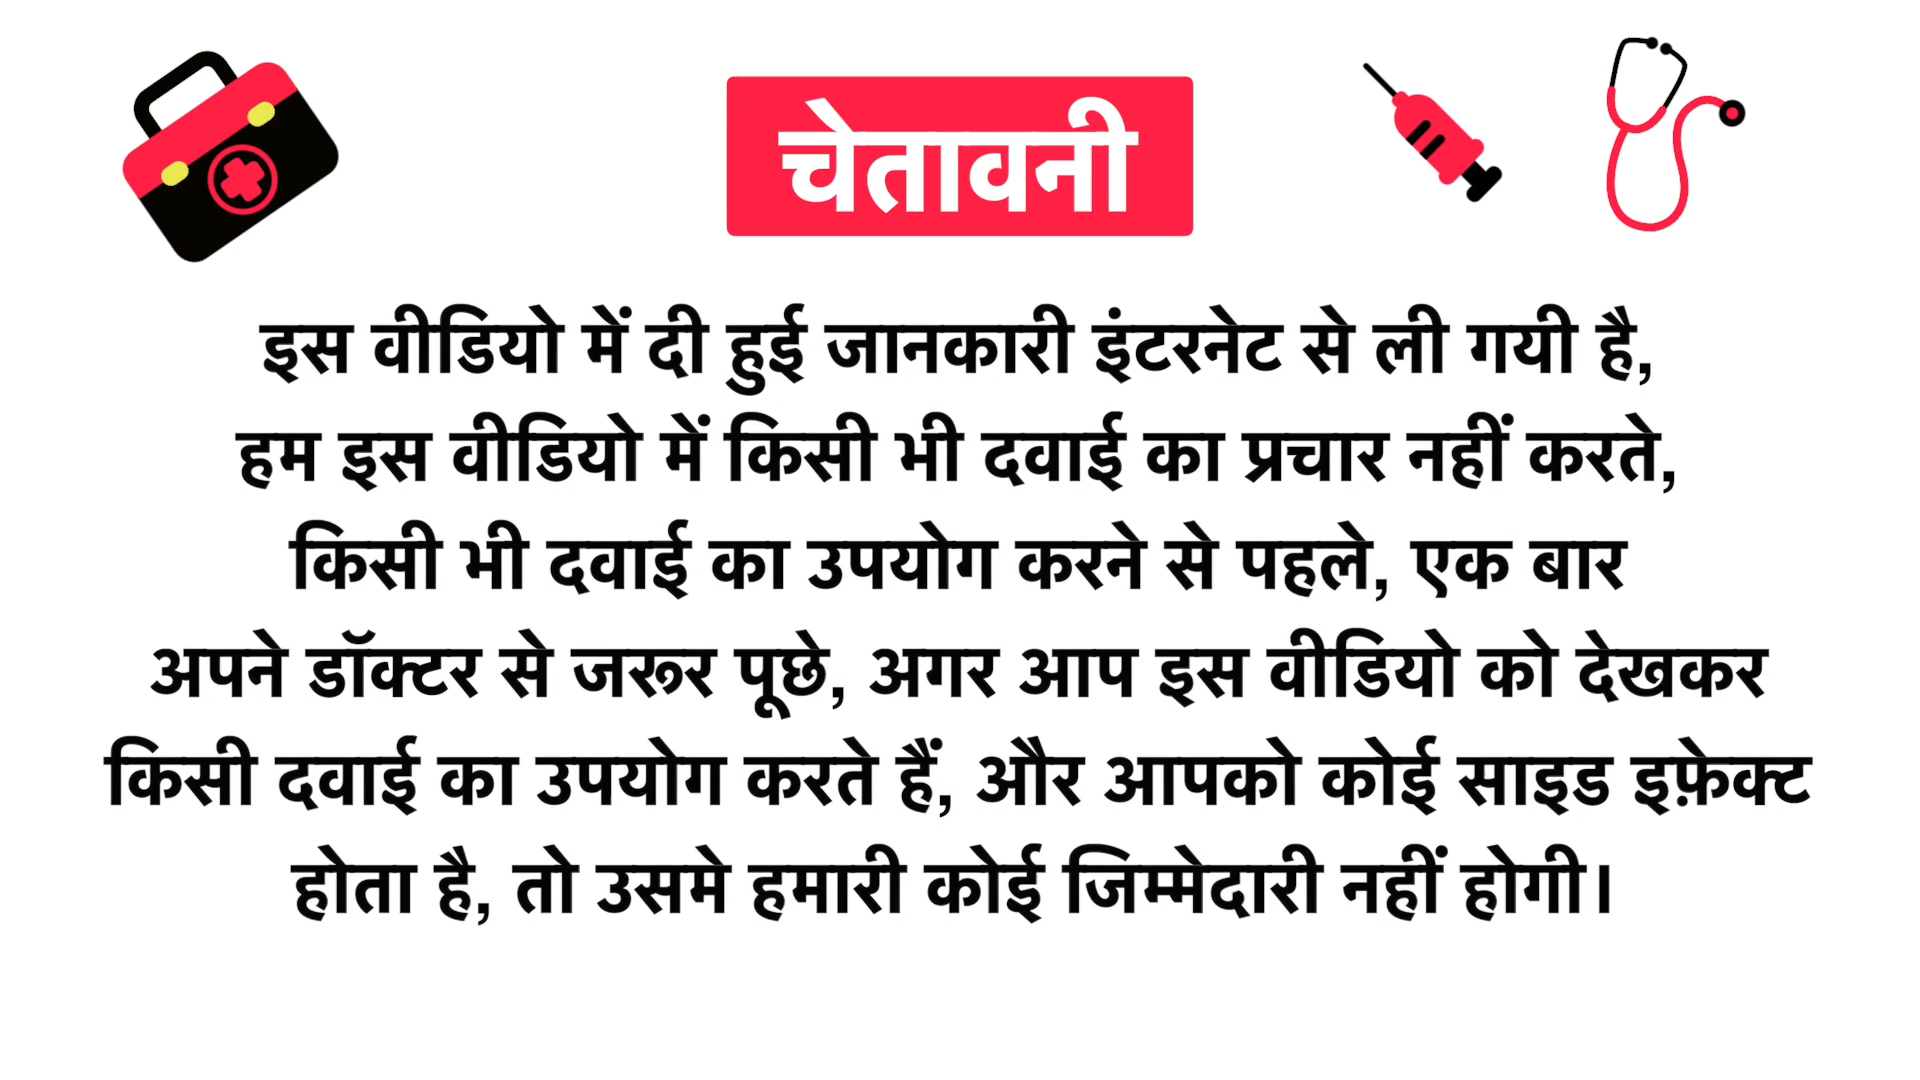 चेतावनी
इस वीडियो में दी हुई जानकारी इंटरनेट से ली गयी है,
हम इस वीडियो में किसी भी दवाई का प्रचार नहीं करते,
किसी भी दवाई का उपयोग करने से पहले, एक बार
अपने डॉक्टर से जरूर पूछे, अगर आप इस वीडियो को देखकर
किसी दवाई का उपयोग करते हैं, और आपको कोई साइड इफ़ेक्ट
होता है, तो उसमे हमारी कोई जिम्मेदारी नहीं होगी।